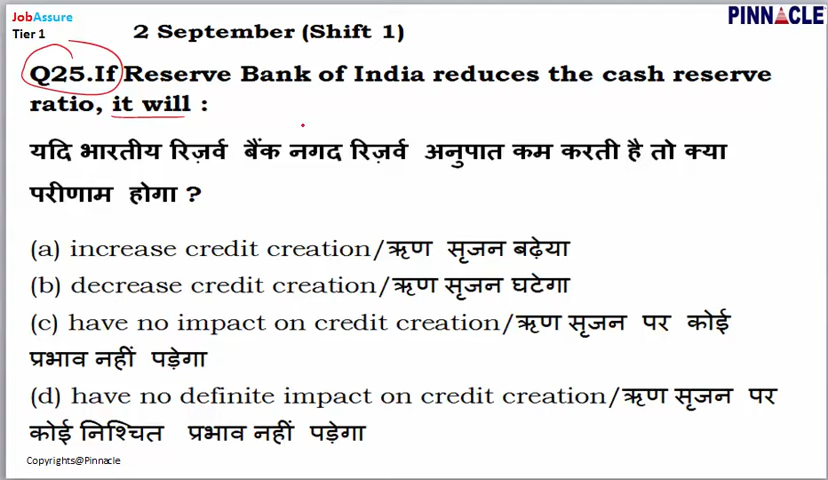 JobAssure
PINNACLE
Tier 1
2 September (Shift 1)
Q25.If Reserve Bank of India reduces the cash reserve
ratio, it will :
यदि भारतीय रिज़र्व बैंक नगद रिज़र्व अनुपात कम करती है तो क्या
परीणाम होगा ?
(a) increase credit creation/ऋण सृजन बढ़ेया
(b) decrease credit creation/ऋण सृजन घटेगा
(c) have no impact on credit creation/ऋण सृजन पर कोई
प्रभाव नहीं पड़ेगा
(d) have no definite impact on credit creation/ऋण सृजन पर
कोई निश्चित प्रभाव नहीं पड़ेगा
Copyrights@Pinnacle